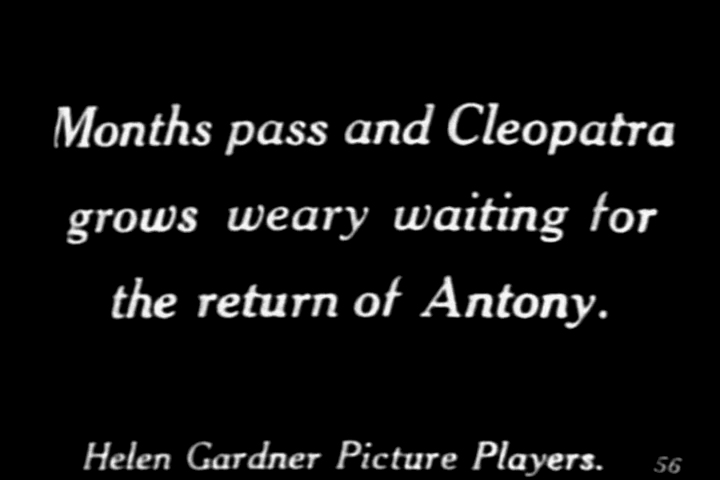 Months pass and Cleopatra
grows weary waiting for
the return of Antony.
Helen Gardner Picture Players. 56